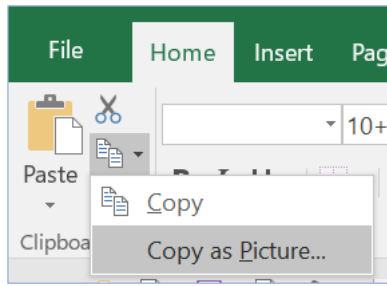 File Home Insert Pag
10+
Paste
Copy
Clipboa
Copy as Picture...